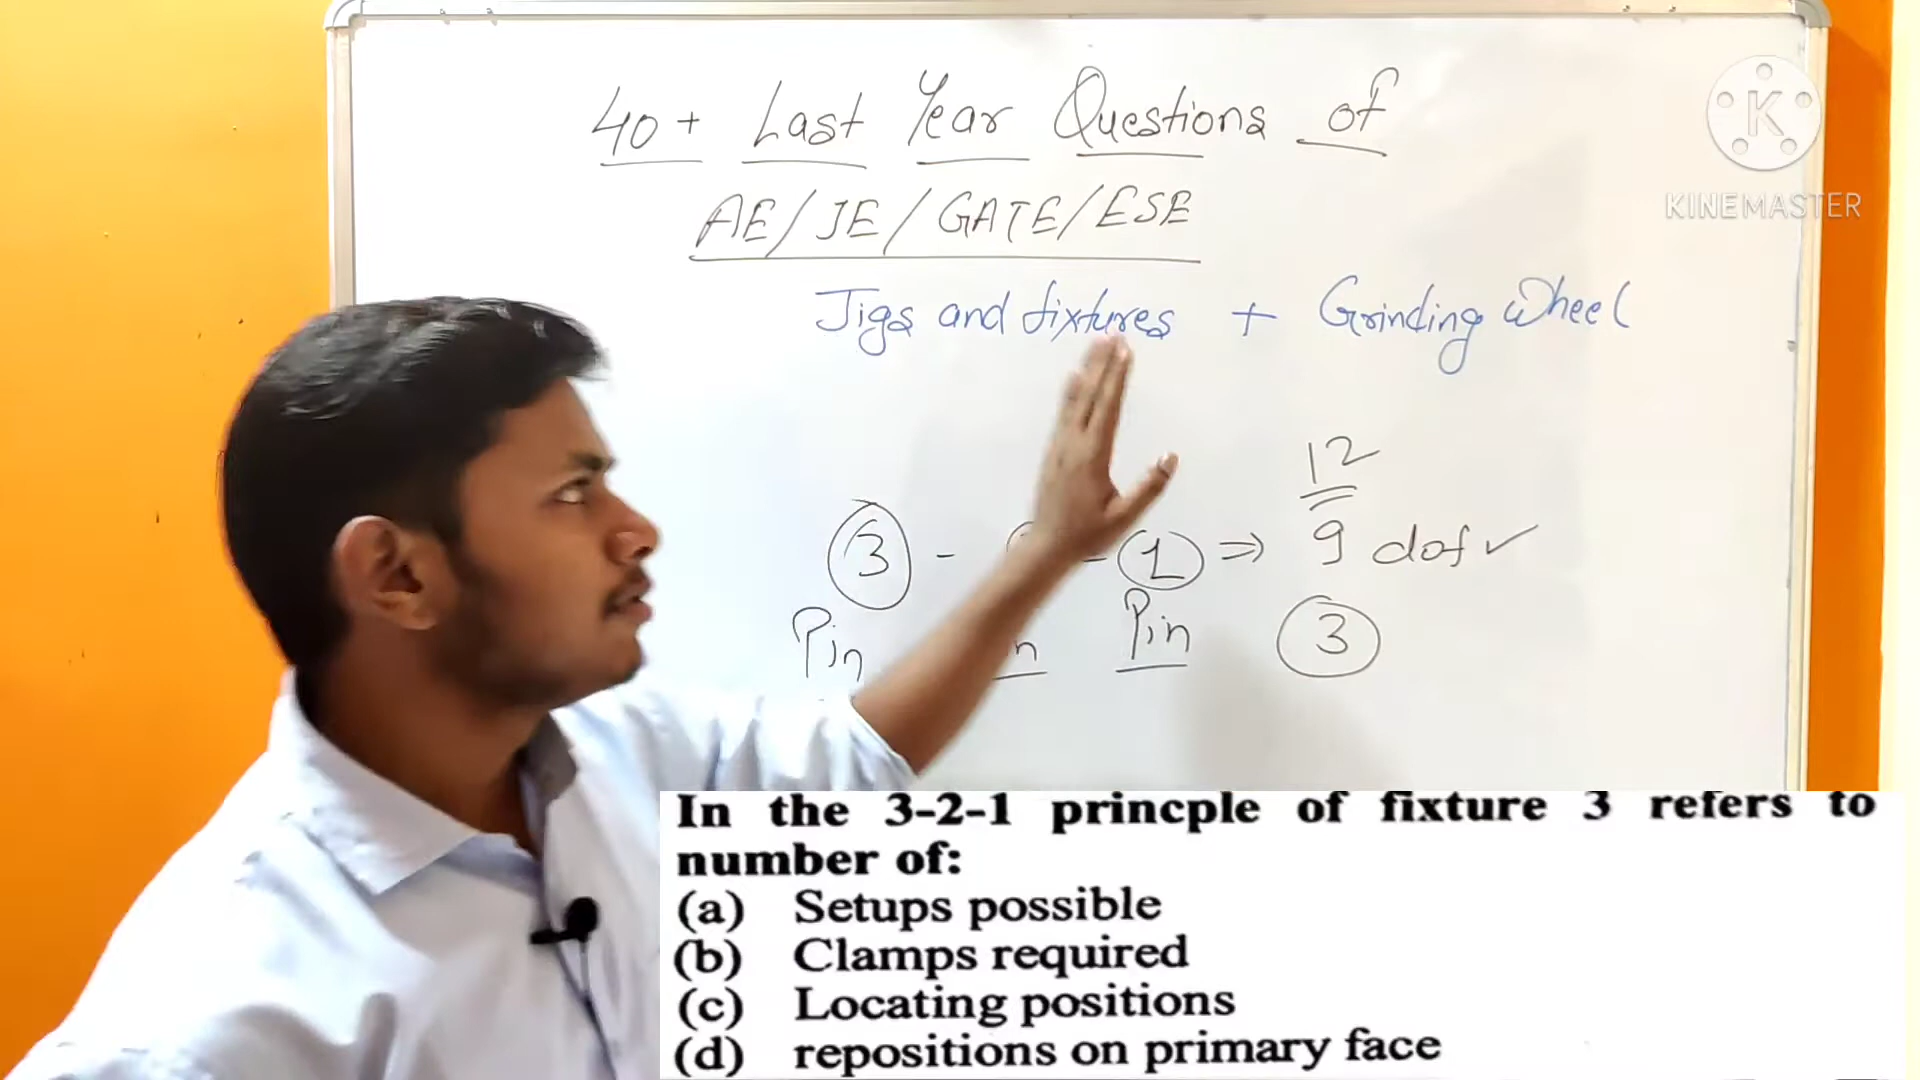 40+ Last Year Questions of
AE/JE/GATE/ESE
Jigs and fixtures + Grinding Wheel
12
3 - - 1 ⇒ 9 dof ✓
Pin n Pin 3
K
KINEMASTER
In the 3-2-1 princple of fixture 3 refers to
number of:
(a) Setups possible
(b) Clamps required
(c) Locating positions
(d) repositions on primary face